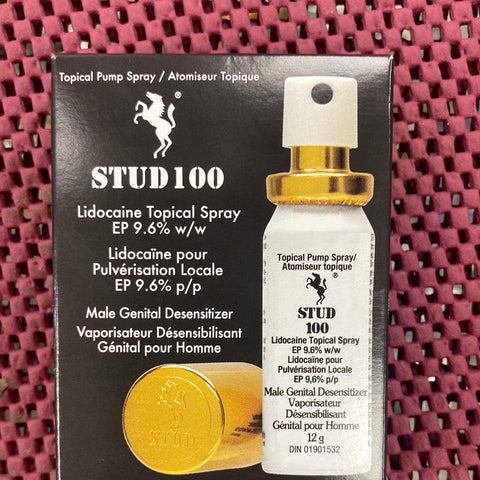 Topical Pump Spray / Atomiseur Topique
®
STUD 100
Lidocaine Topical Spray
EP 9.6% w/w
Lidocaïne pour
Pulvérisation Locale
EP 9.6% p/p
Male Genital Desensitizer
Vaporisateur Désensibilisant
Génital pour Homme
STUD
Topical Pump Spray/
Atomiseur topique
®
STUD
100
Lidocaine Topical Spray
EP 9.6% w/w
Lidocaïne pour
Pulvérisation Locale
EP 9,6% p/p
Male Genital Desensitizer
Vaporisateur
Désensibilisant
Génital pour Homme
12 g
DIN 01901532